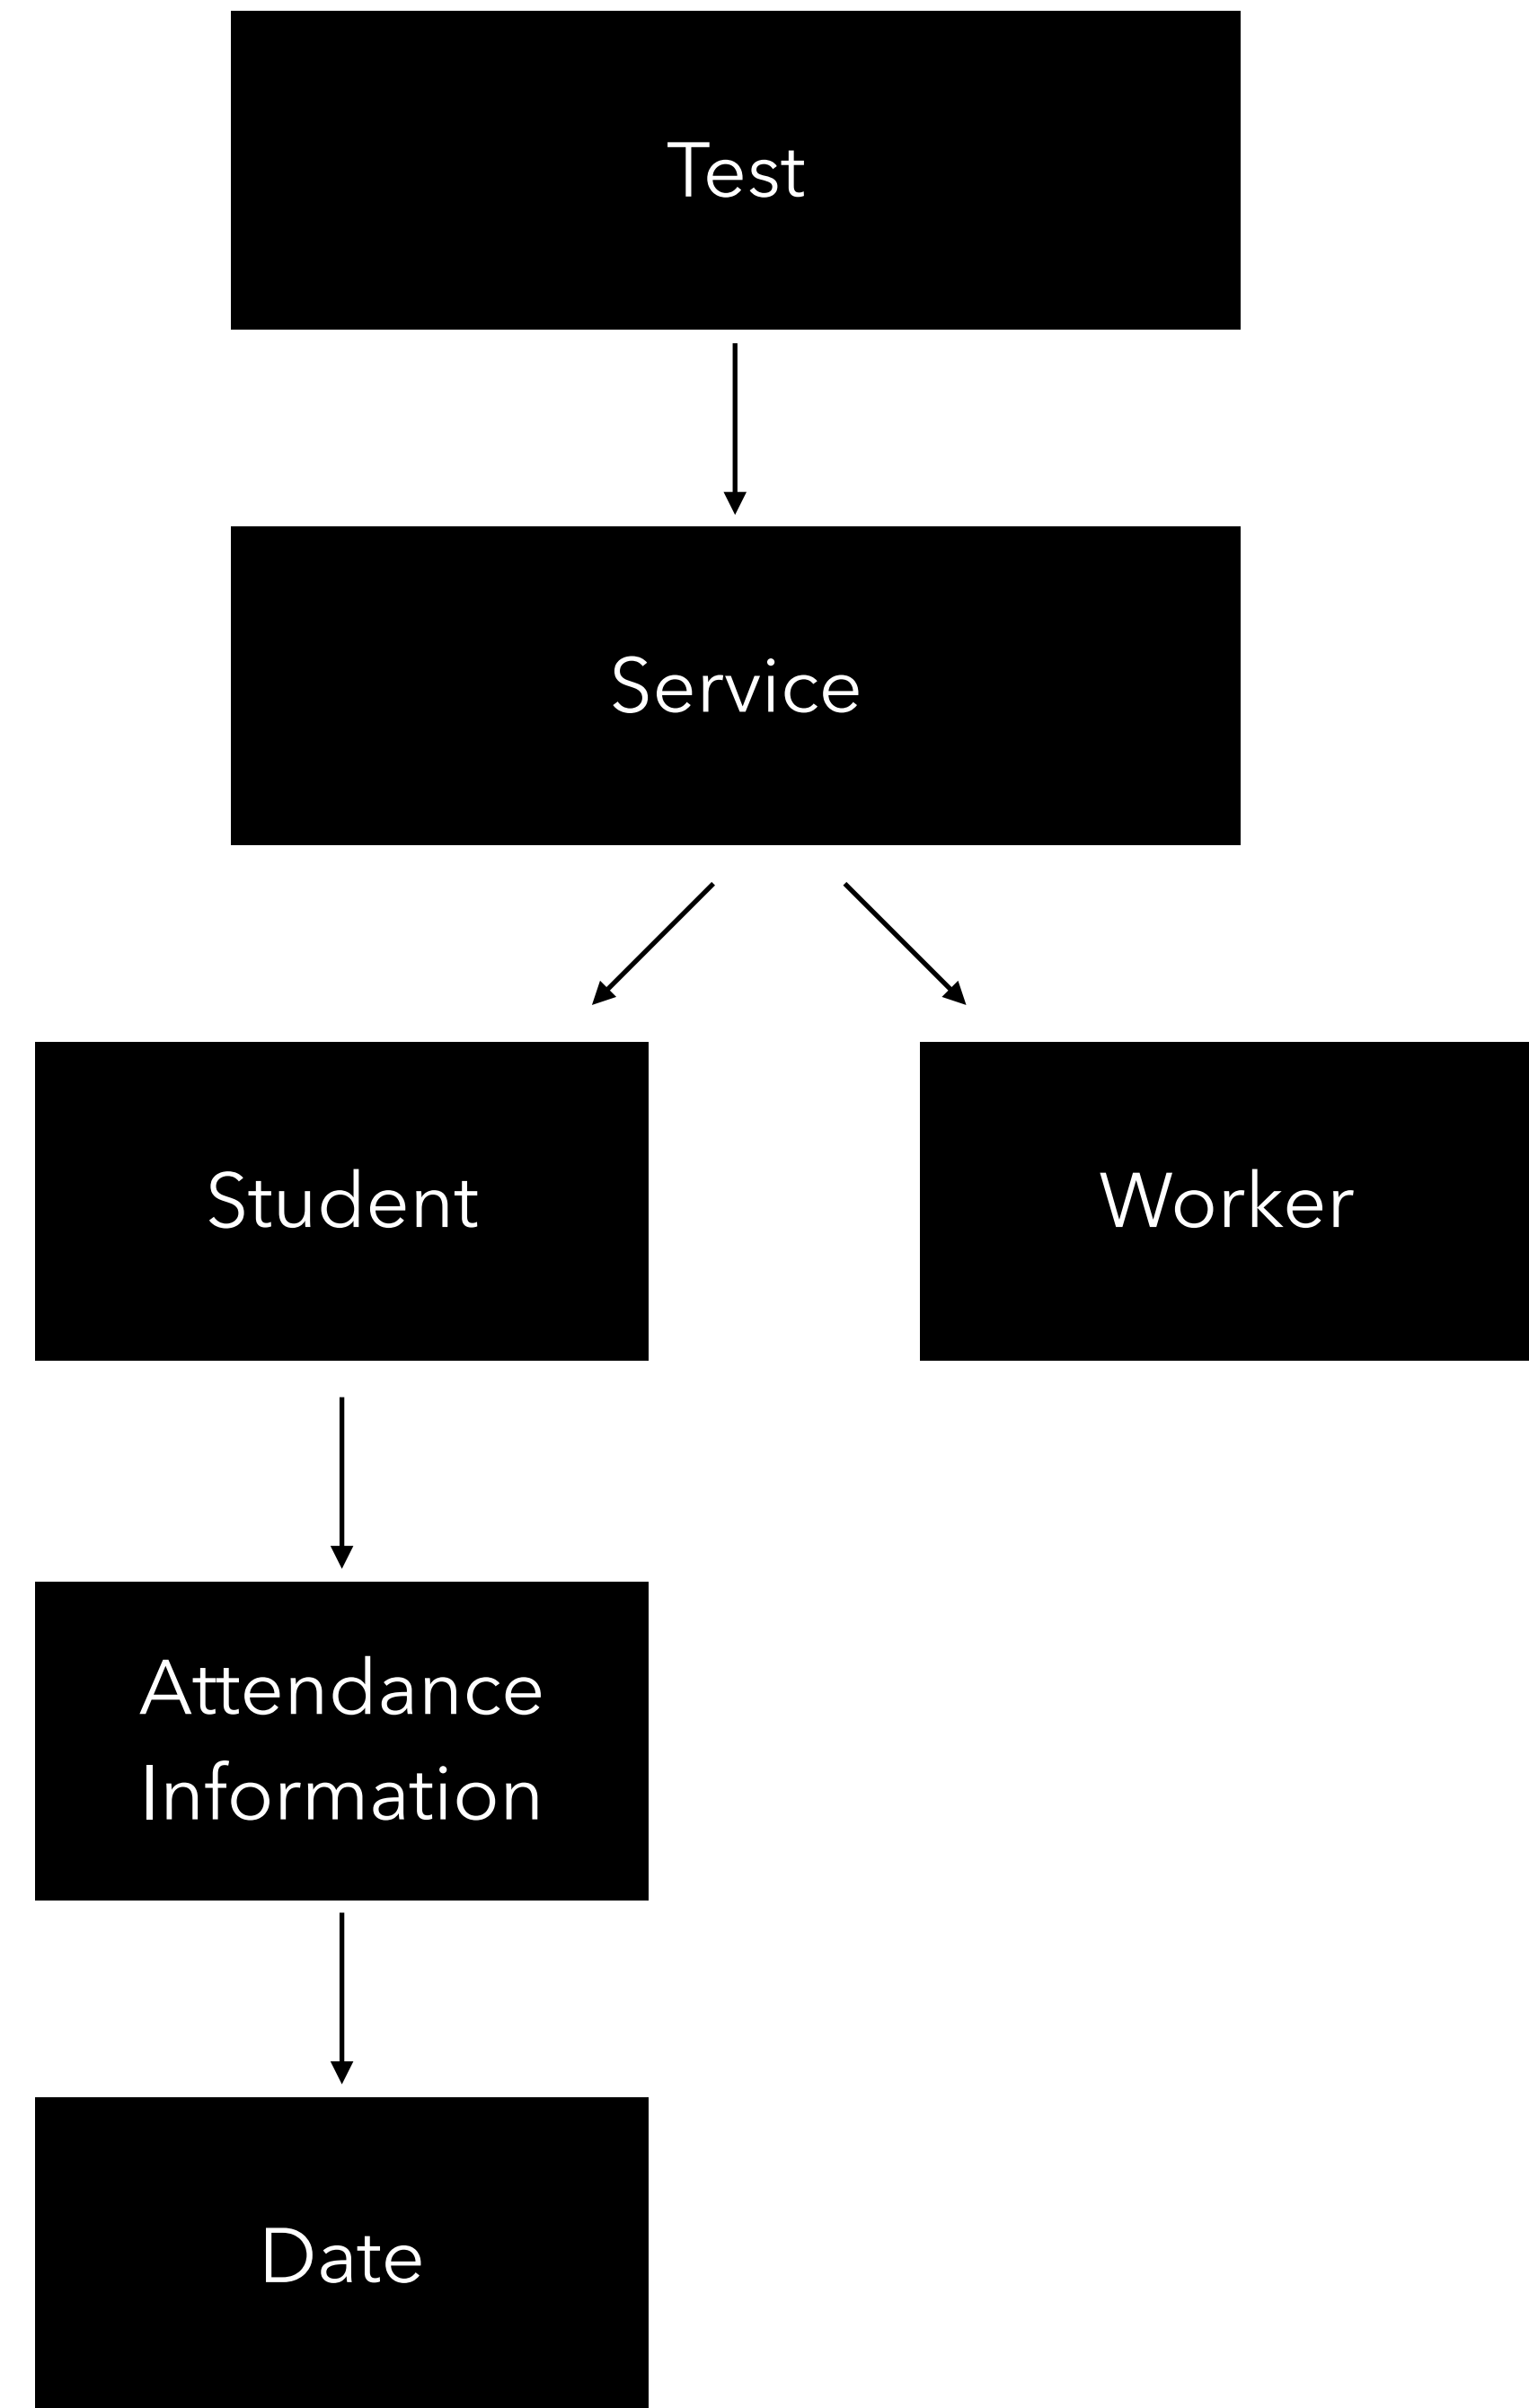 Test
Service
Student
Worker
Attendance
Information
Date